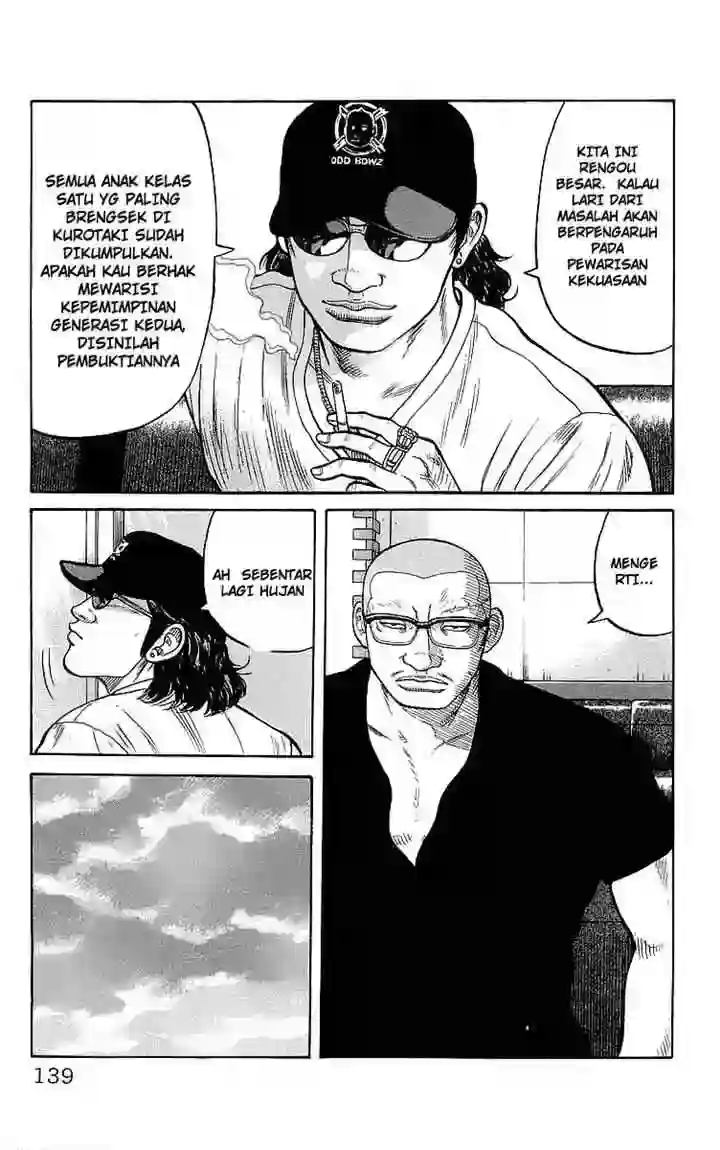 KITA INI
RENGOU
BESAR. KALAU
LARI DARI
MASALAH AKAN
BERPENGARUH
PADA
PEWARISAN
KEKUASAAN
ODD BOWZ
SEMUA ANAK KELAS
SATU YG PALING
BRENGSEK DI
KUROTAKI SUDAH
DIKUMPULKAN.
APAKAH KAU BERHAK
MEWARISI
KEPEMIMPINAN
GENERASI KEDUA,
DISINILAH
PEMBUKTIANNYA
MENGE
RTI...
AH SEBENTAR
LAGI HUJAN
139